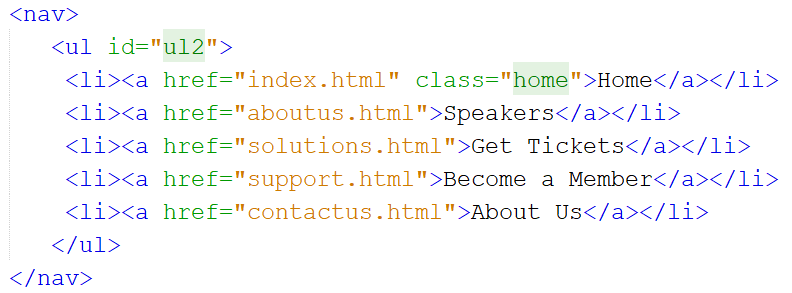 <nav>
<ul id="ul2">
<li><a href="index.html" class="home">Home</a></li>
<li><a href="aboutus.html">Speakers</a></li>
<li><a href="solutions.html">Get Tickets</a></li>
<li><a href="support.html">Become a Member</a></li>
<li><a href="contactus.html">About Us</a></li>
</ul>
</nav>